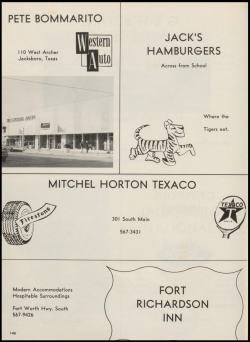 PETE BOMMARITO
110 West Archer
Jacksboro, Texas
Western
Auto
JACK'S
HAMBURGERS
Across from School
Where the
Tigers eat.
MITCHEL HORTON TEXACO
Firestone
301 South Main
567-3431
TEXACO
T
Modern Accommodations
Hospitable Surroundings
Fort Worth Hwy. South
567-9426
FORT
RICHARDSON
INN
148